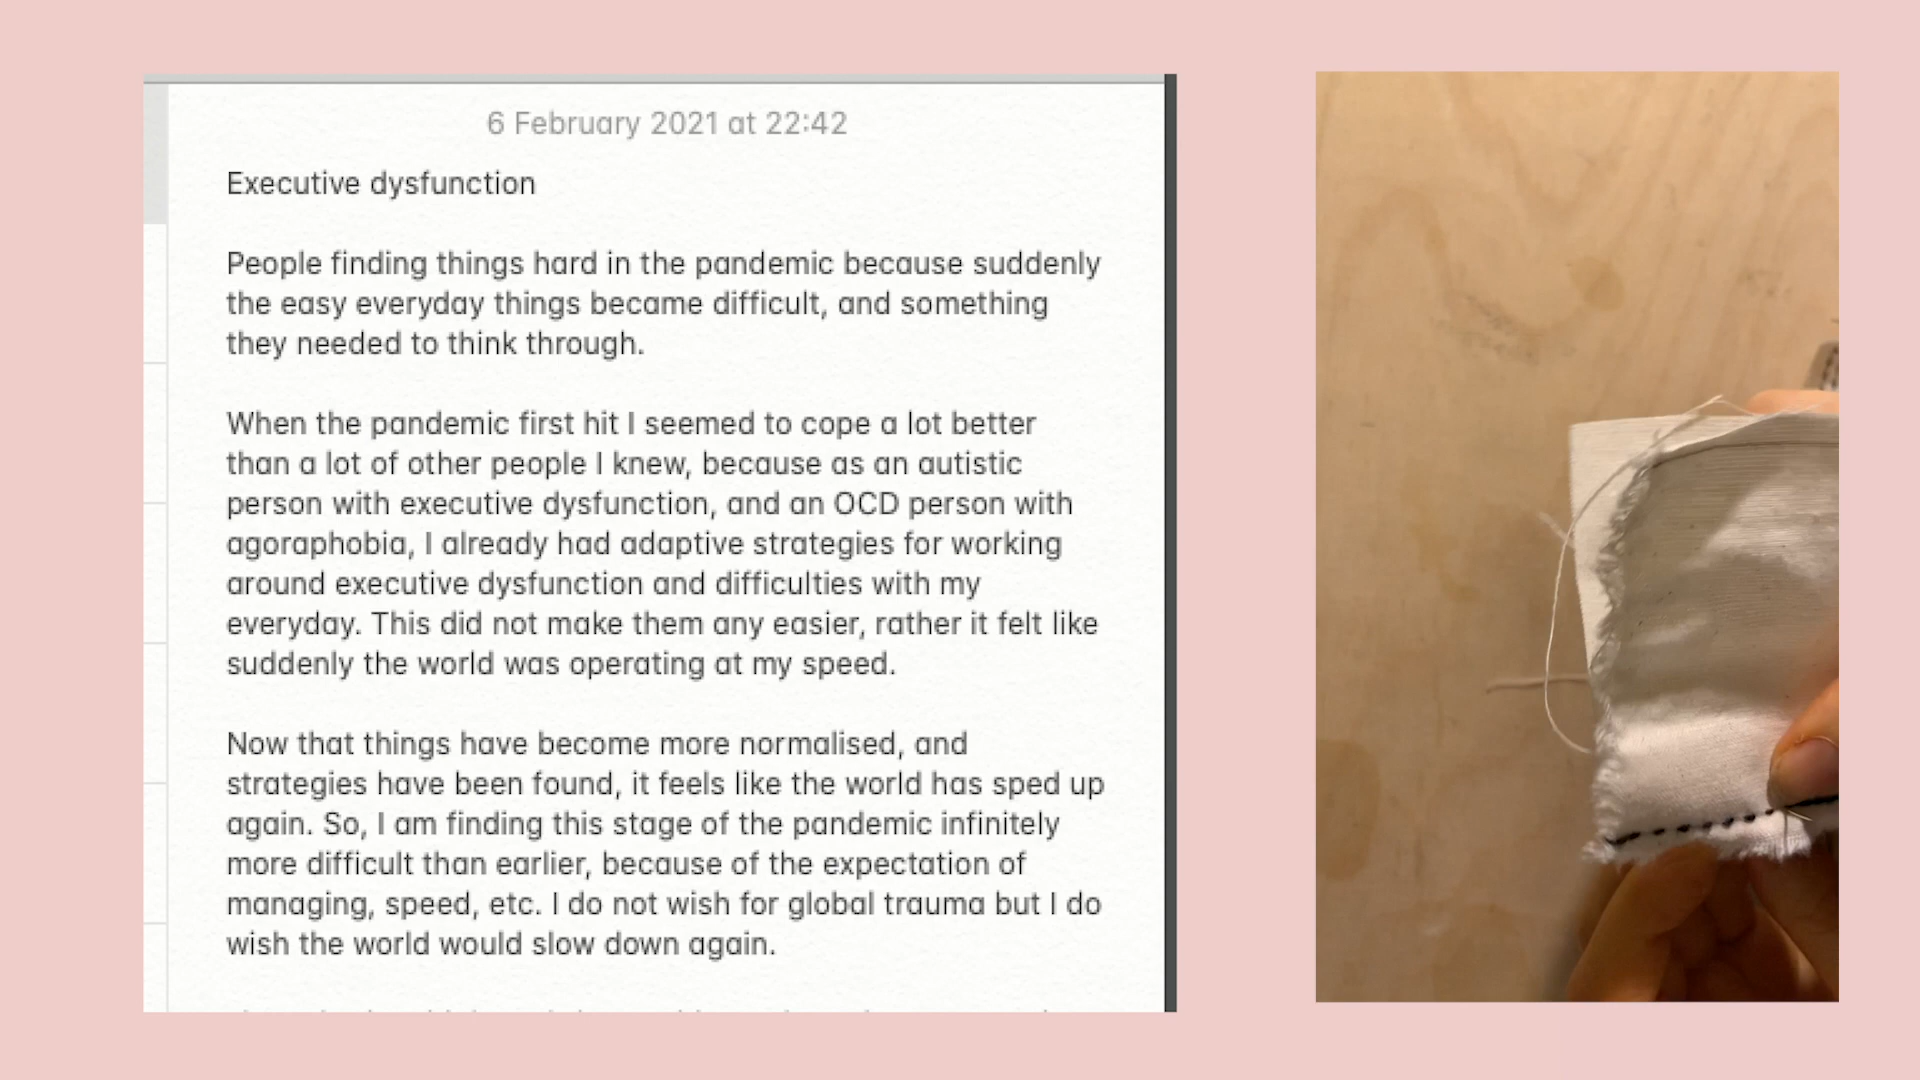 6 February 2021 at 22:42
Executive dysfunction
People finding things hard in the pandemic because suddenly
the easy everyday things became difficult, and something
they needed to think through.
When the pandemic first hit I seemed to cope a lot better
than a lot of other people I knew, because as an autistic
person with executive dysfunction, and an OCD person with
agoraphobia, I already had adaptive strategies for working
around executive dysfunction and difficulties with my
everyday. This did not make them any easier, rather it felt like
suddenly the world was operating at my speed.
Now that things have become more normalised, and
strategies have been found, it feels like the world has sped up
again. So, I am finding this stage of the pandemic infinitely
more difficult than earlier, because of the expectation of
managing, speed, etc. I do not wish for global trauma but I do
wish the world would slow down again.